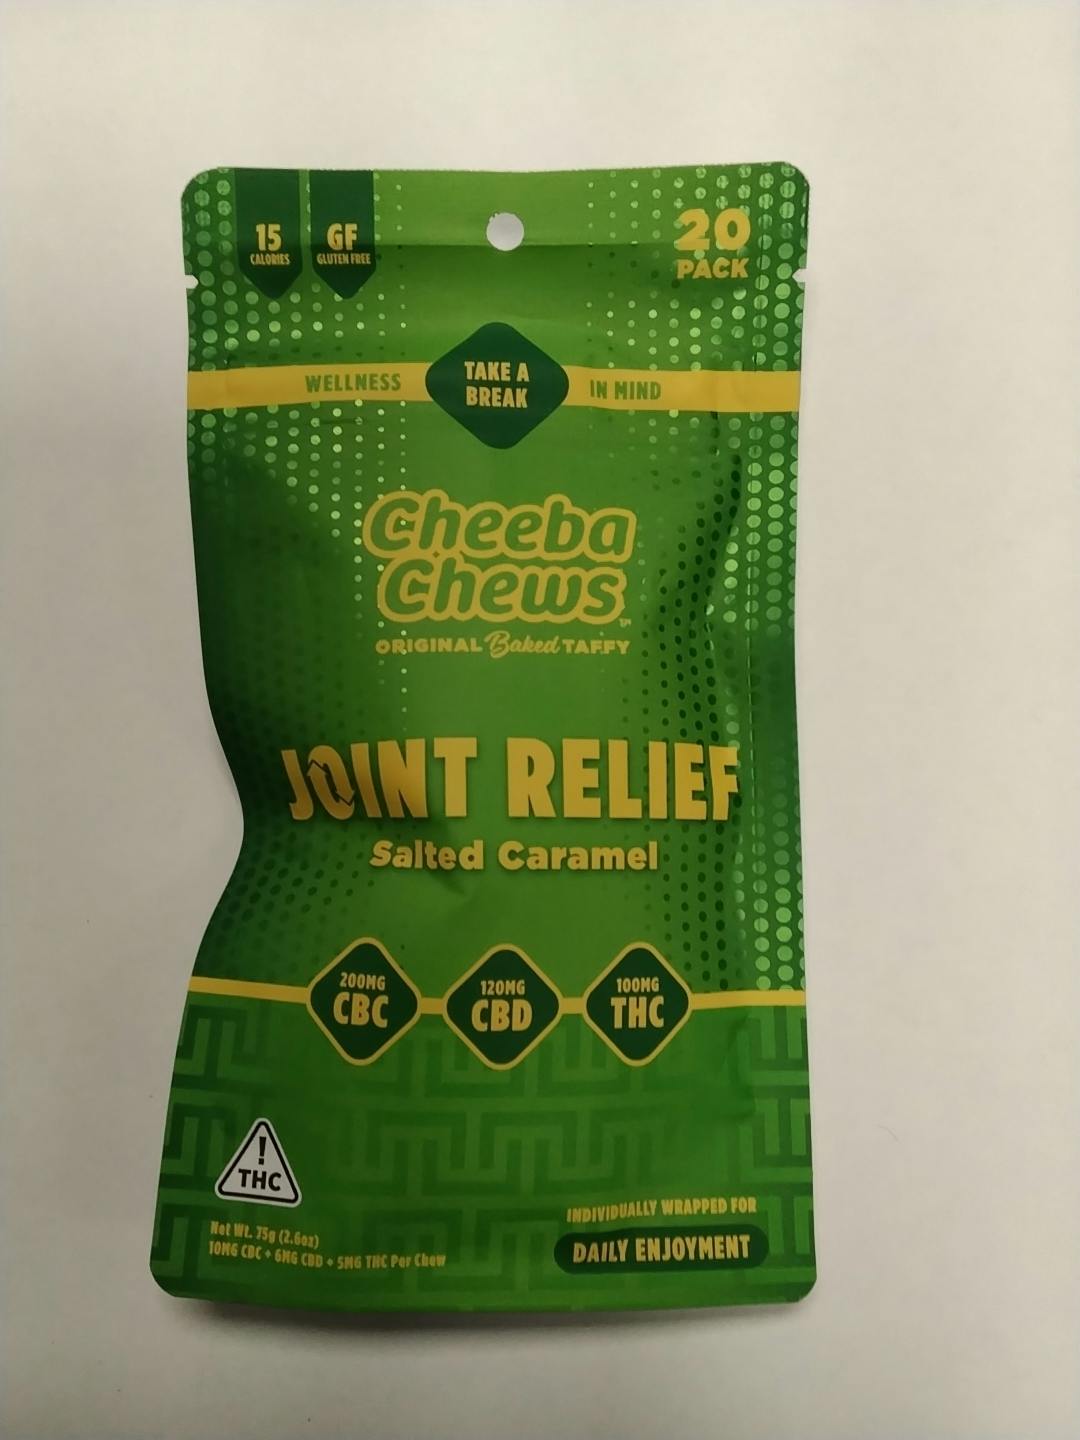 15
CALORIES
GF
GLUTEN FREE
20
PACK
WELLNESS
TAKE A
BREAK
IN MIND
Cheeba
Chews™
ORIGINAL Baked TAFFY
JOINT RELIEF
Salted Caramel
200MG
CBC
120MG
CBD
100MG
THC
!
THC
Net Wt. 75g (2.6oz)
10MG CBC + 6MG CBD + 5MG THC Per Chew
INDIVIDUALLY WRAPPED FOR
DAILY ENJOYMENT